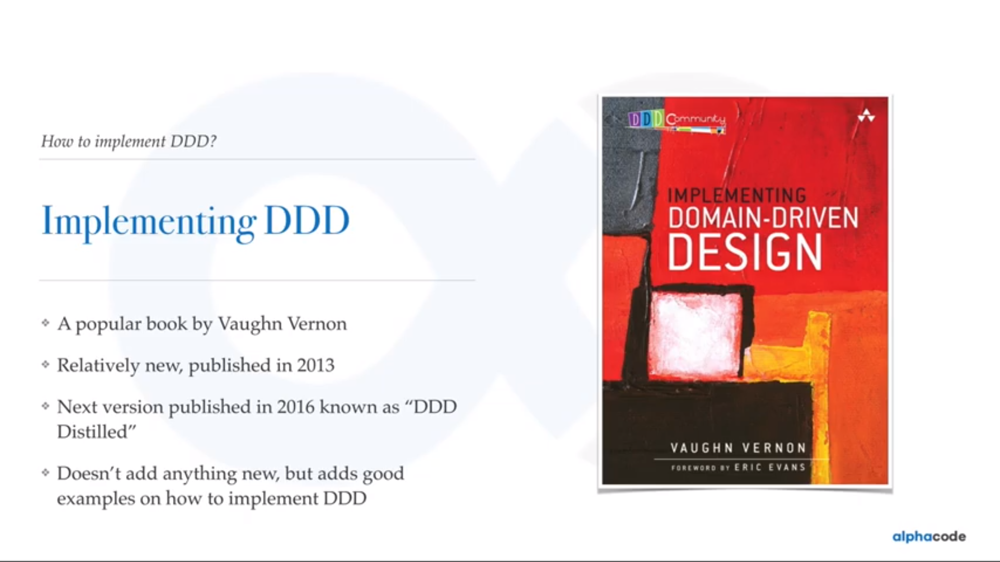 How to implement DDD?
Implementing DDD
❖ A popular book by Vaughn Vernon
❖ Relatively new, published in 2013
❖ Next version published in 2016 known as “DDD
Distilled”
❖ Doesn’t add anything new, but adds good
examples on how to implement DDD
DDD Community
IMPLEMENTING
DOMAIN-DRIVEN
DESIGN
VAUGHN VERNON
FOREWORD BY ERIC EVANS
alphacode